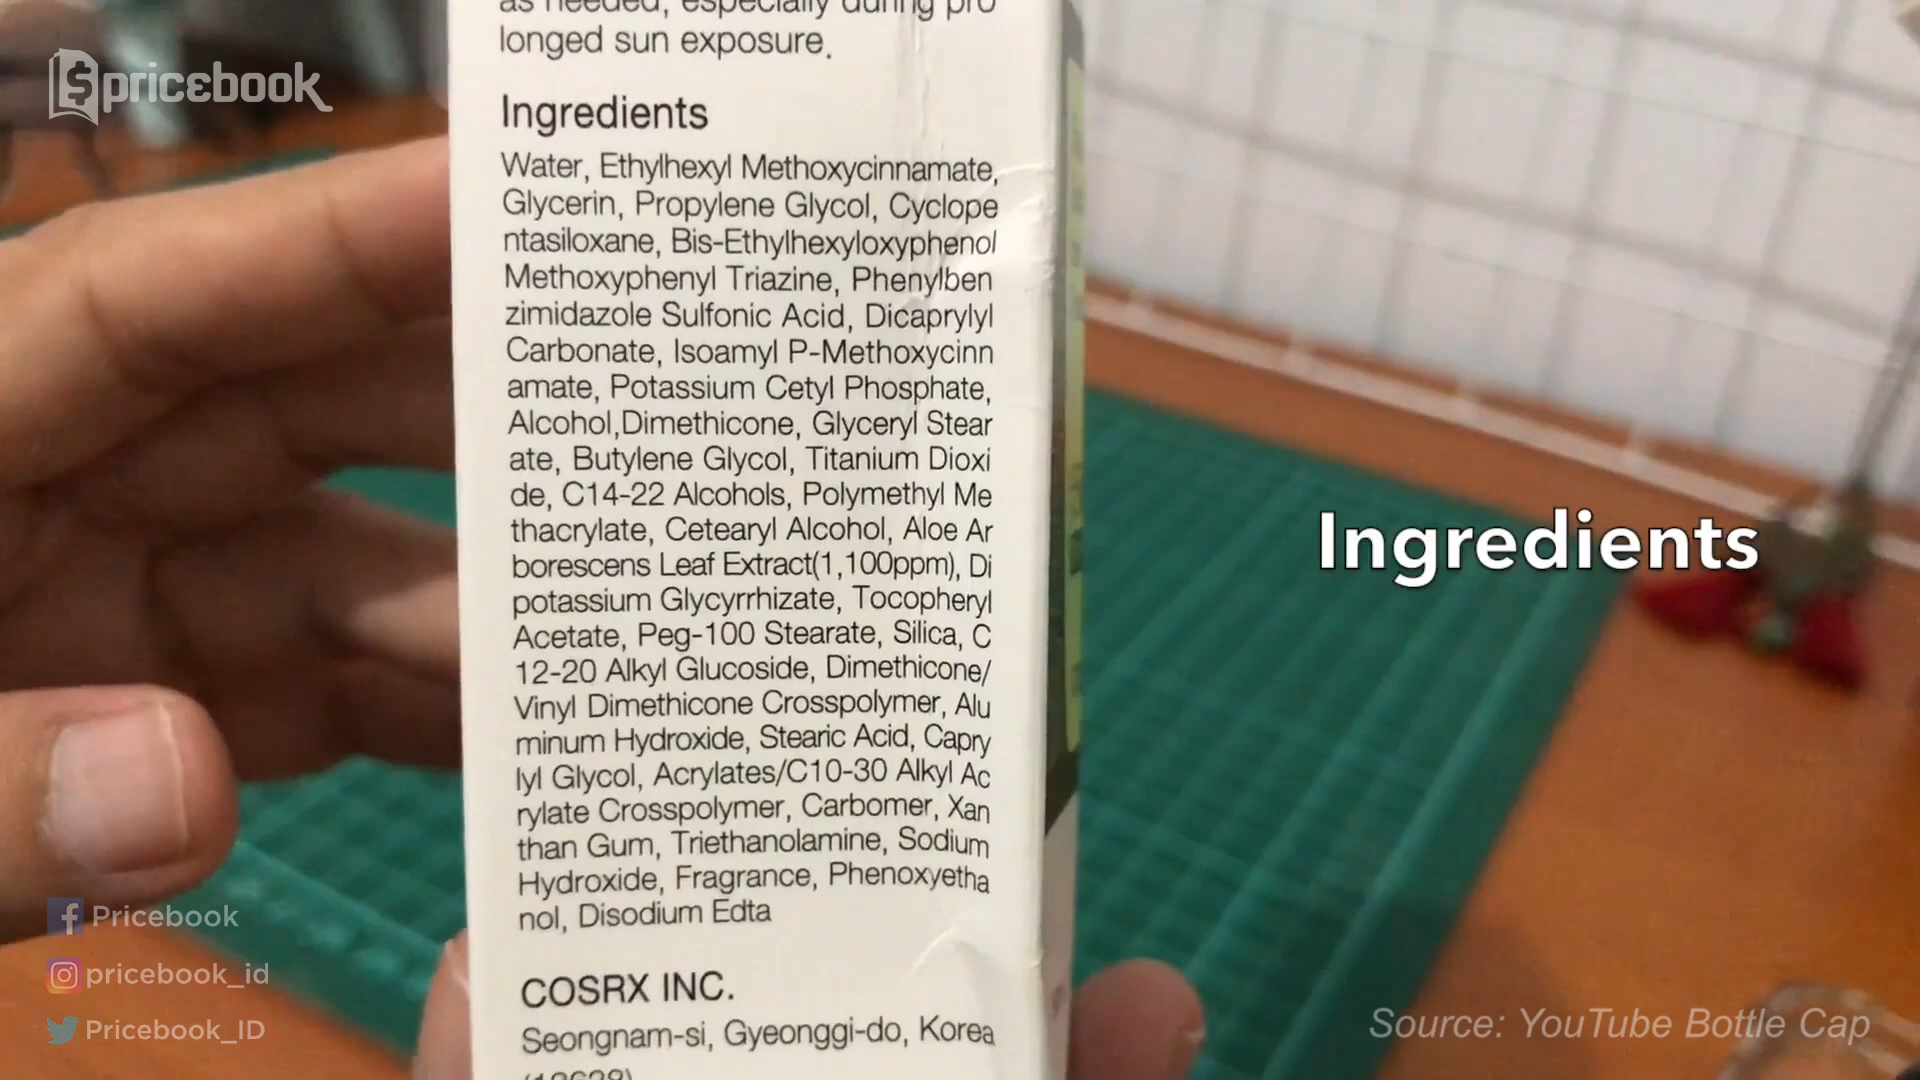 as needed, especially during pro
longed sun exposure.
pricebook
Ingredients
Water, Ethylhexyl Methoxycinnamate,
Glycerin, Propylene Glycol, Cyclope
ntasiloxane, Bis-Ethylhexyloxyphenol
Methoxyphenyl Triazine, Phenylben
zimidazole Sulfonic Acid, Dicaprylyl
Carbonate, Isoamyl P-Methoxycinn
amate, Potassium Cetyl Phosphate,
Alcohol,Dimethicone, Glyceryl Stear
ate, Butylene Glycol, Titanium Dioxi
de, C14-22 Alcohols, Polymethyl Me
thacrylate, Cetearyl Alcohol, Aloe Ar
borescens Leaf Extract(1,100ppm), Di
potassium Glycyrrhizate, Tocopheryl
Acetate, Peg-100 Stearate, Silica, C
12-20 Alkyl Glucoside, Dimethicone/
Vinyl Dimethicone Crosspolymer, Alu
minum Hydroxide, Stearic Acid, Capry
lyl Glycol, Acrylates/C10-30 Alkyl Ac
rylate Crosspolymer, Carbomer, Xan
than Gum, Triethanolamine, Sodium
Hydroxide, Fragrance, Phenoxyetha
nol, Disodium Edta
COSRX INC.
Seongnam-si, Gyeonggi-do, Korea
Ingredients
Pricebook
pricebook_id
Pricebook_ID
Source: YouTube Bottle Cap